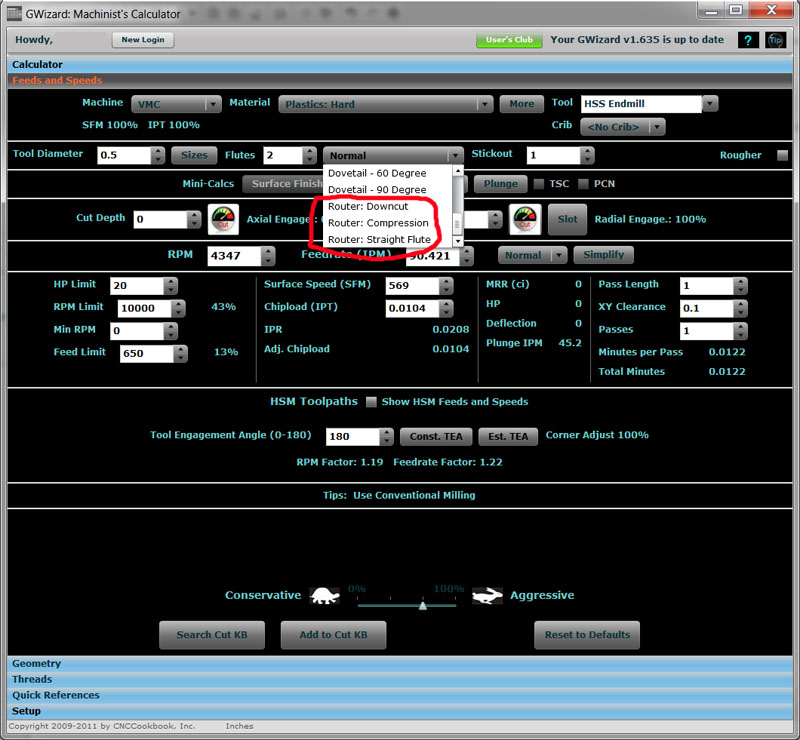 GWizard: Machinist's Calculator
Howdy, New Login User's Club Your GWizard v1.635 is up to date ? Tip
Calculator
Feeds and Speeds
Machine VMC Material Plastics: Hard More Tool HSS Endmill
SFM 100% IPT 100% Crib <No Crib>
Tool Diameter 0.5 Sizes Flutes 2 Normal Stickout 1 Rougher
Dovetail - 60 Degree
Mini-Calcs Surface Finish Dovetail - 90 Degree Plunge TSC PCN
Router: Downcut
Cut Depth 0 Cut Axial Engage.: Router: Compression Cut Slot Radial Engage.: 100%
Router: Straight Flute
RPM 4347 Feedrate (IPM) 90.421 Normal Simplify
HP Limit 20 Surface Speed (SFM) 569 MRR (ci) 0 Pass Length 1
RPM Limit 10000 43% Chipload (IPT) 0.0104 HP 0 XY Clearance 0.1
Min RPM 0 IPR 0.0208 Deflection 0 Passes 1
Feed Limit 650 13% Adj. Chipload 0.0104 Plunge IPM 45.2 Minutes per Pass 0.0122
Total Minutes 0.0122
HSM Toolpaths Show HSM Feeds and Speeds
Tool Engagement Angle (0-180) 180 Const. TEA Est. TEA Corner Adjust 100%
RPM Factor: 1.19 Feedrate Factor: 1.22
Tips: Use Conventional Milling
Conservative 0% 100% Aggressive
Search Cut KB Add to Cut KB Reset to Defaults
Geometry
Threads
Quick References
Setup
Copyright 2009-2011 by CNCCookbook, Inc. Inches